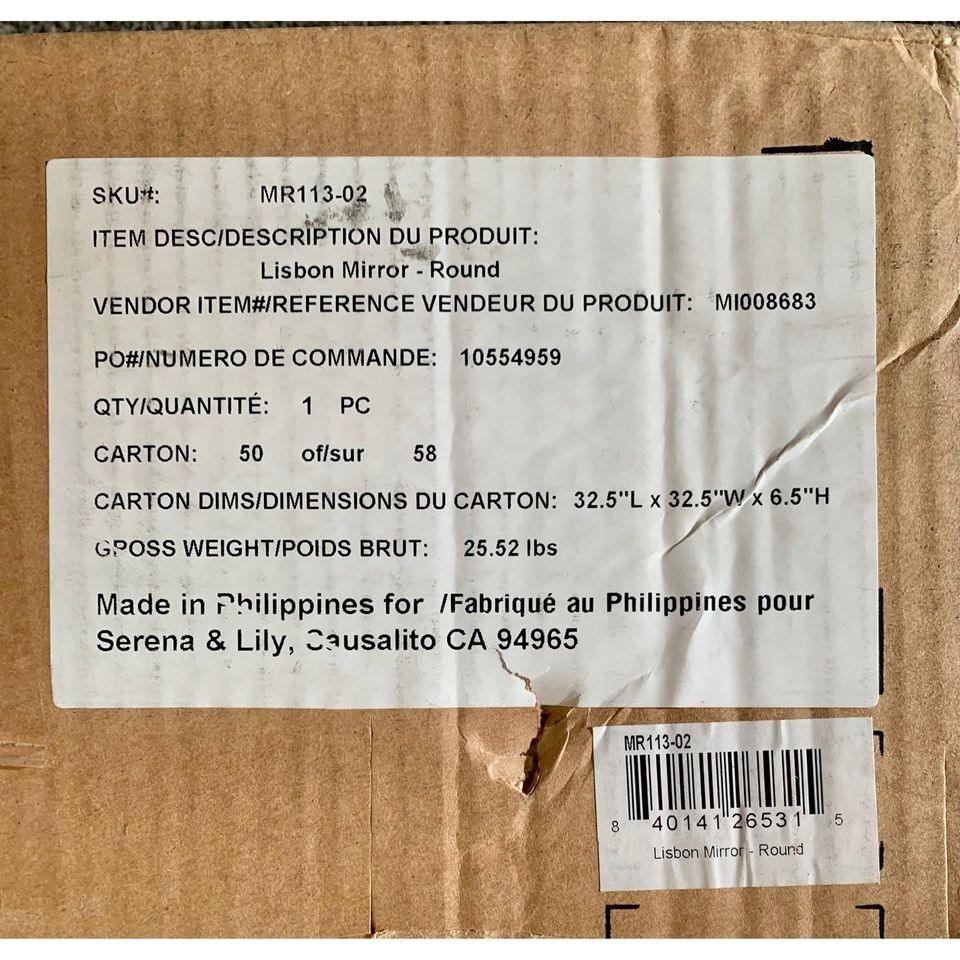 SKU#: MR113-02
ITEM DESC/DESCRIPTION DU PRODUIT:
Lisbon Mirror - Round
VENDOR ITEM#/REFERENCE VENDEUR DU PRODUIT: MI008683
PO#/NUMERO DE COMMANDE: 10554959
QTY/QUANTITÉ: 1 PC
CARTON: 50 of/sur 58
CARTON DIMS/DIMENSIONS DU CARTON: 32.5"L x 32.5"W x 6.5"H
GROSS WEIGHT/POIDS BRUT: 25.52 lbs
Made in Philippines for /Fabriqué au Philippines pour
Serena & Lily, Sausalito CA 94965
MR113-02
8 40141 26531 5
Lisbon Mirror - Round